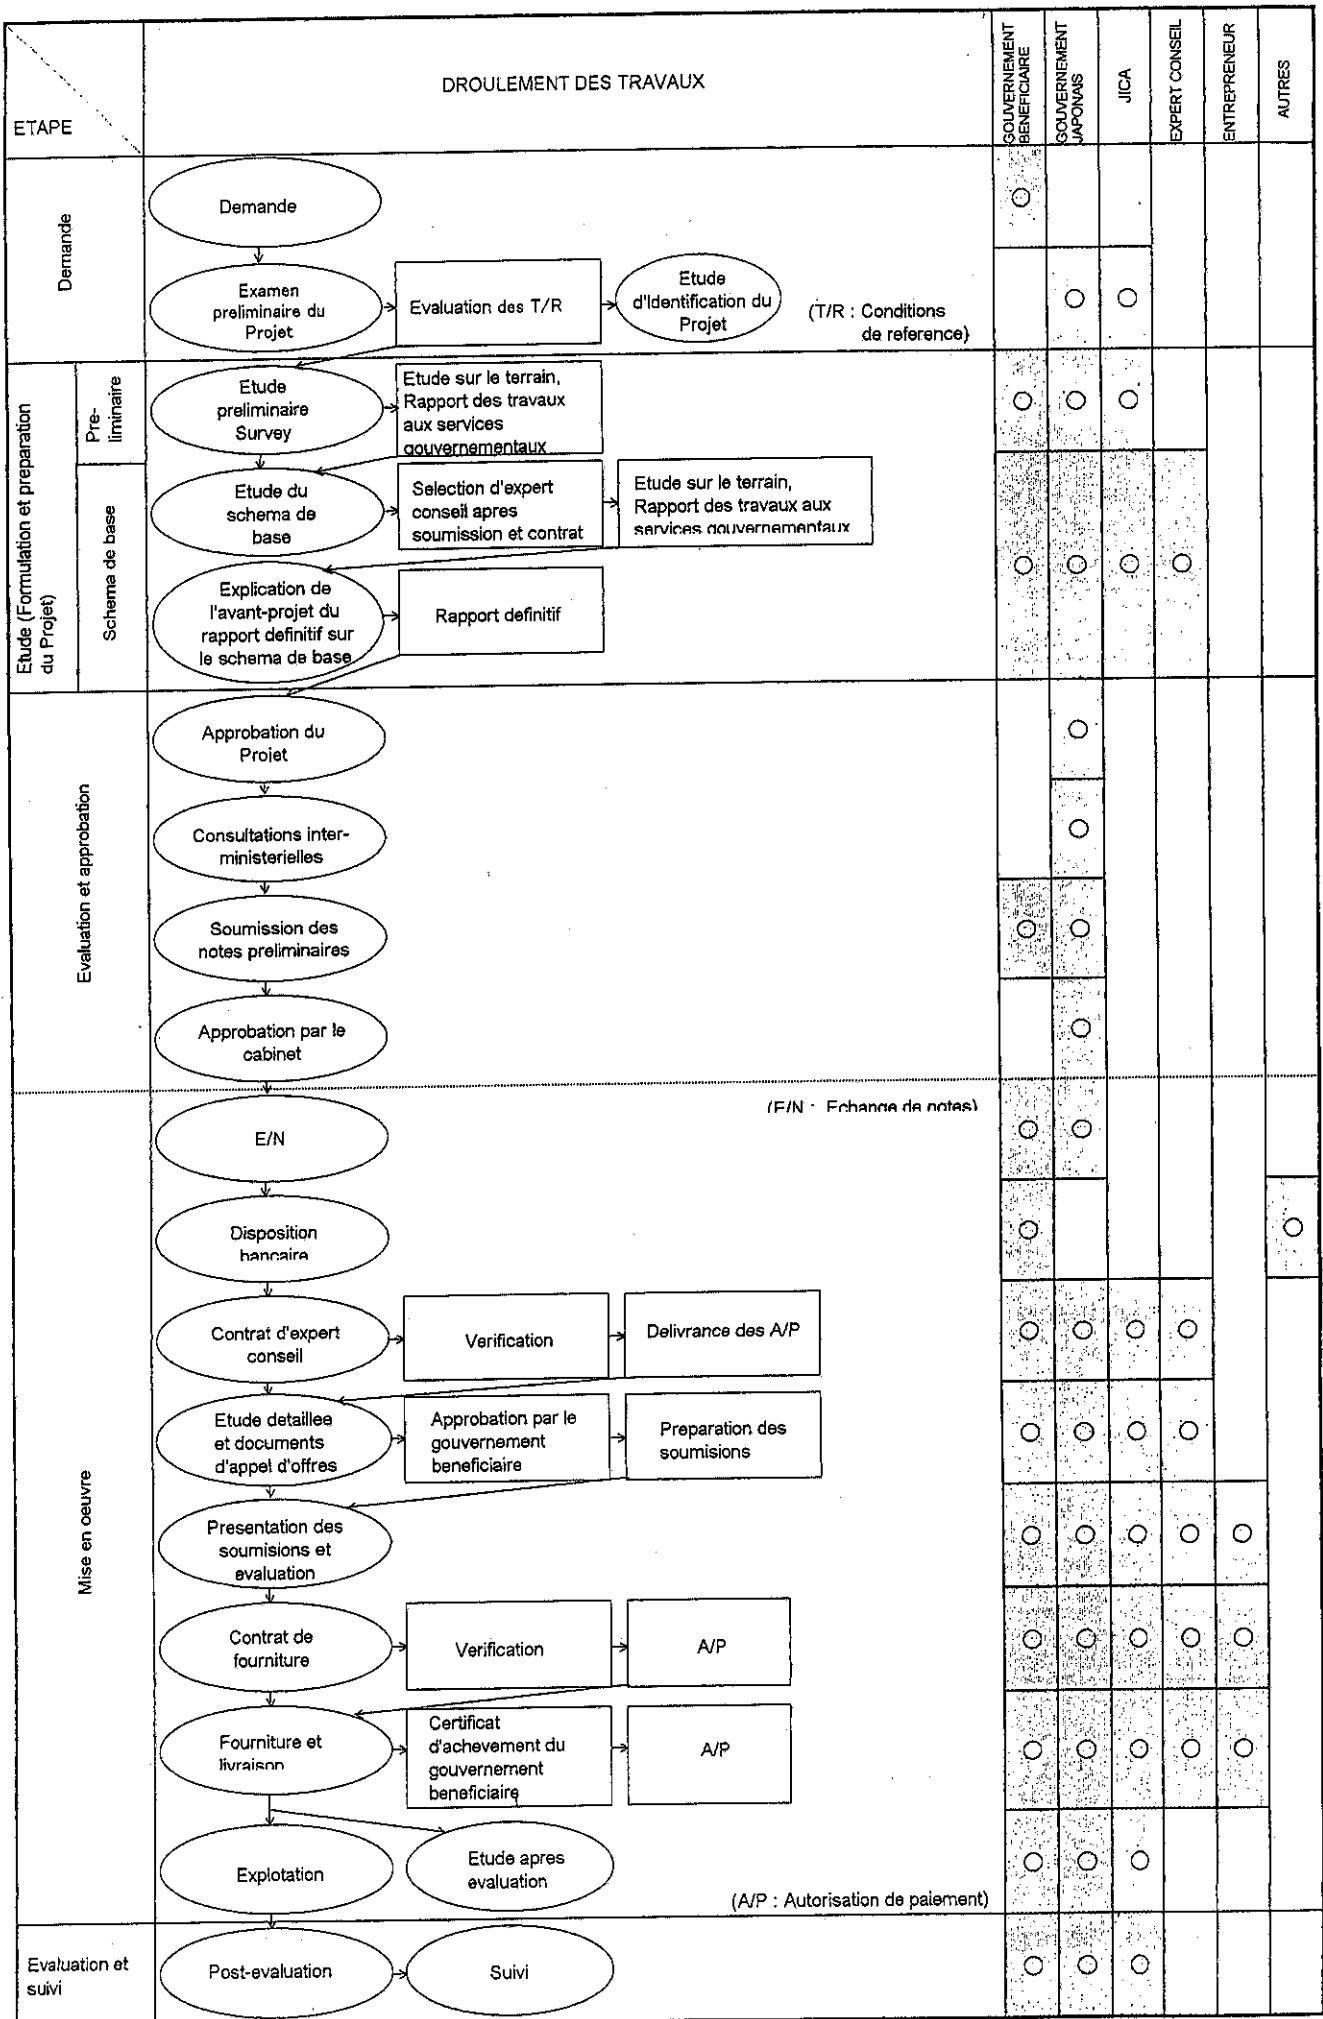 ETAPE
DROULEMENT DES TRAVAUX
GOUVERNEMENT
BENEFICIAIRE
GOUVERNEMENT
JAPONAIS
JICA
EXPERT CONSEIL
ENTREPRENEUR
AUTRES
Demande
Demande
Examen
preliminaire du
Projet
Evaluation des T/R
Etude
d'Identification du
Projet
(T/R : Conditions
de reference)
Etude (Formulation et preparation
du Projet)
Pre-
liminaire
Etude
preliminaire
Survey
Etude sur le terrain,
Rapport des travaux
aux services
gouvernementaux
Schema de base
Etude du
schema de
base
Selection d'expert
conseil apres
soumission et contrat
Etude sur le terrain,
Rapport des travaux aux
services gouvernementaux
Explication de
l'avant-projet du
rapport definitif sur
le schema de base
Rapport definitif
Evaluation et approbation
Approbation du
Projet
Consultations inter-
ministerielles
Soumission des
notes preliminaires
Approbation par le
cabinet
Mise en oeuvre
E/N
(E/N : Echange de notes)
Disposition
bancaire
Contrat d'expert
conseil
Verification
Delivrance des A/P
Etude detaillee
et documents
d'appel d'offres
Approbation par le
gouvernement
beneficiaire
Preparation des
soumisions
Presentation des
soumisions et
evaluation
Contrat de
fourniture
Verification
A/P
Fourniture et
livraison
Certificat
d'achevement du
gouvernement
beneficiaire
A/P
Explotation
Etude apres
evaluation
(A/P : Autorisation de paiement)
Evaluation et
suivi
Post-evaluation
Suivi